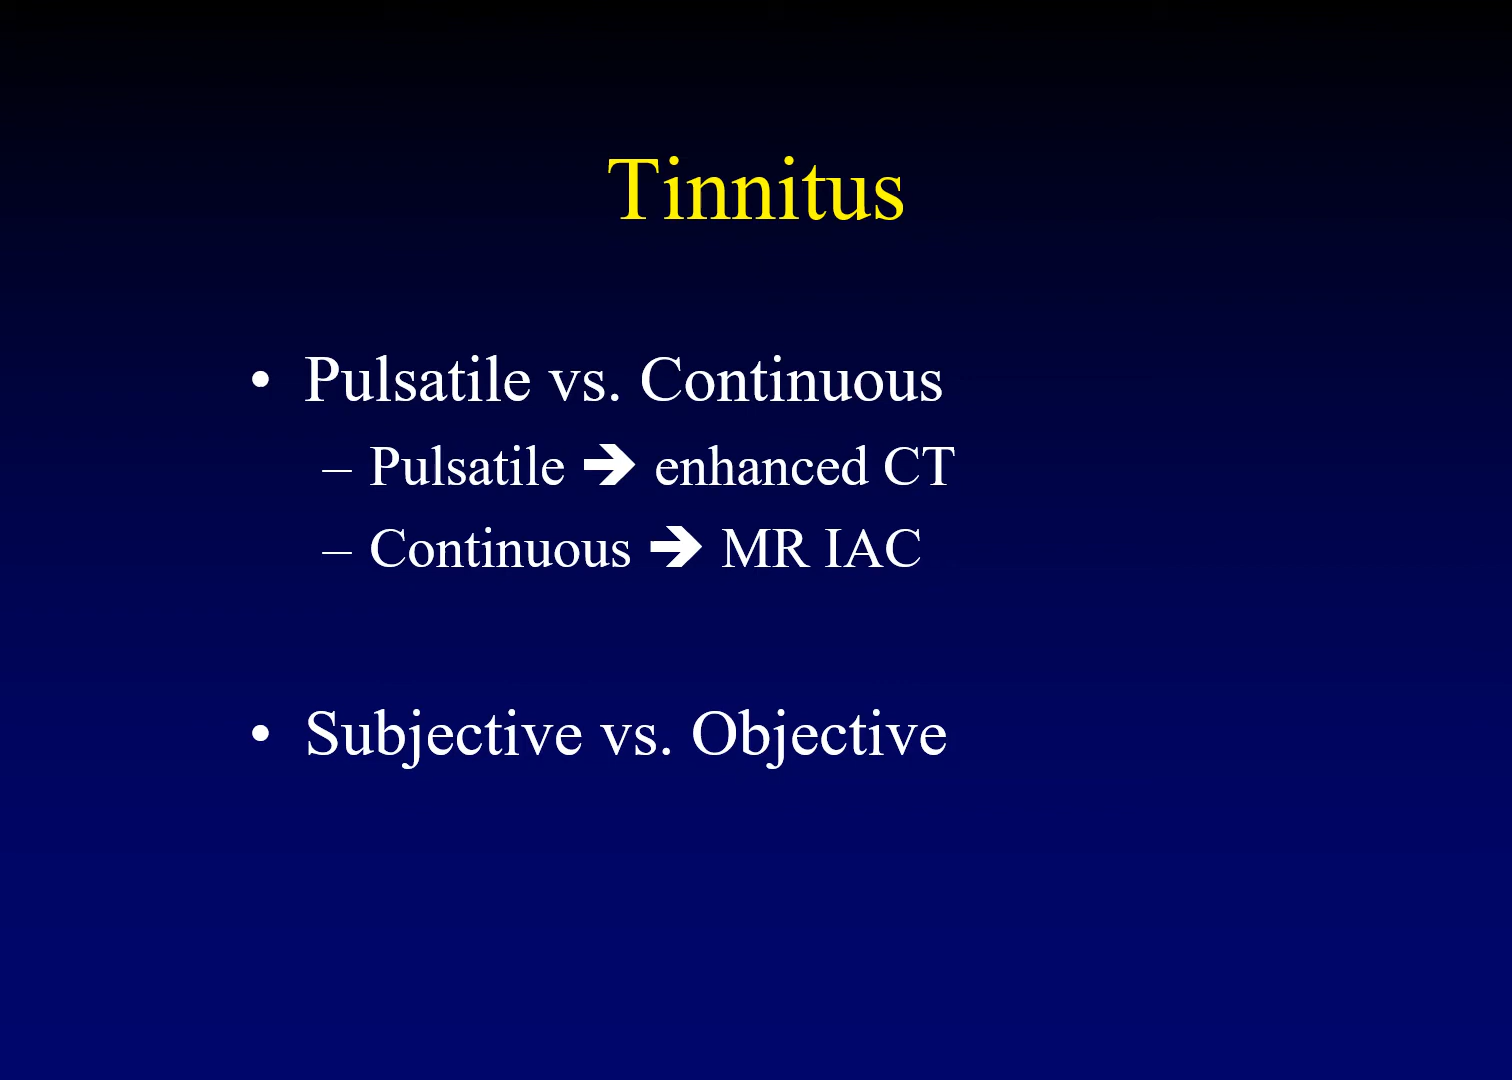 Tinnitus
• Pulsatile vs. Continuous
– Pulsatile 🡺 enhanced CT
– Continuous 🡺 MR IAC
• Subjective vs. Objective